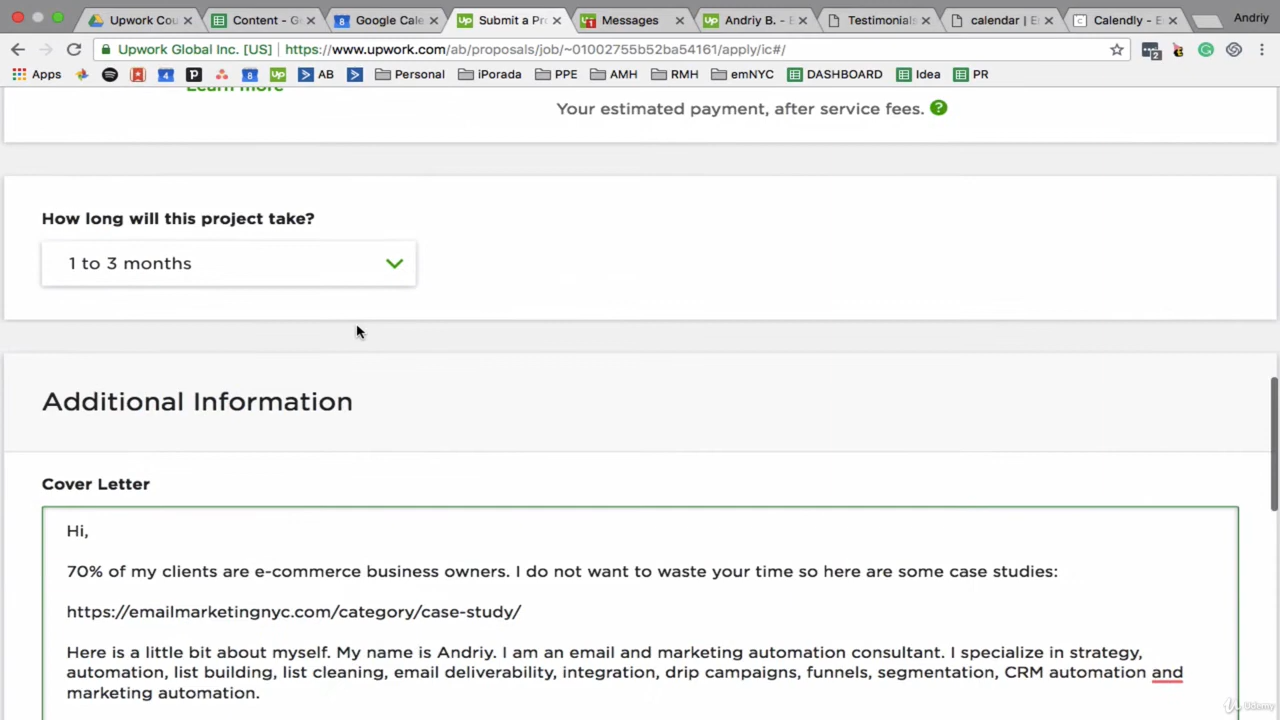 Upwork Cou
Content - G
Google Cale
Submit a Pr
Messages
Andriy B. - E
Testimonials
calendar | E
Calendly - E
Andriy
Upwork Global Inc. [US] | https://www.upwork.com/ab/proposals/job/~01002755b52ba54161/apply/ic#/
Apps
AB
Personal
iPorada
PPE
AMH
RMH
emNYC
DASHBOARD
Idea
PR
Learn more
Your estimated payment, after service fees. ?
How long will this project take?
1 to 3 months
Additional Information
Cover Letter
Hi,
70% of my clients are e-commerce business owners. I do not want to waste your time so here are some case studies:
https://emailmarketingnyc.com/category/case-study/
Here is a little bit about myself. My name is Andriy. I am an email and marketing automation consultant. I specialize in strategy,
automation, list building, list cleaning, email deliverability, integration, drip campaigns, funnels, segmentation, CRM automation and
marketing automation.
Udemy